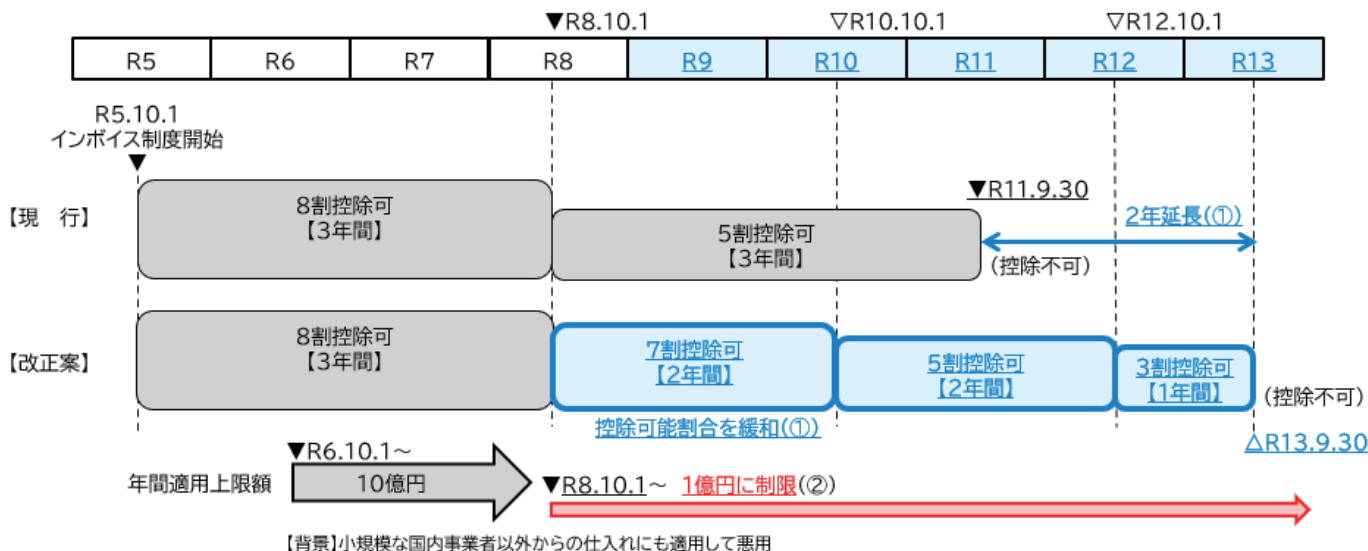 ▼R8.10.1 ▽R10.10.1 ▽R12.10.1
R5 R6 R7 R8 R9 R10 R11 R12 R13
R5.10.1
インボイス制度開始
▼
【現 行】
8割控除可
【3年間】
5割控除可
【3年間】
▼R11.9.30
2年延長(①)
(控除不可)
【改正案】
8割控除可
【3年間】
7割控除可
【2年間】
5割控除可
【2年間】
3割控除可
【1年間】
(控除不可)
控除可能割合を緩和(①)
△R13.9.30
年間適用上限額
▼R6.10.1～
10億円
▼R8.10.1～ 1億円に制限(②)
【背景】小規模な国内事業者以外からの仕入れにも適用して悪用